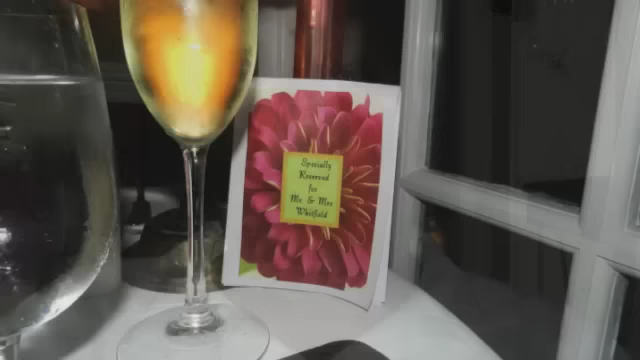 Specially
Reserved
for
Mr. & Mrs
Whitfield